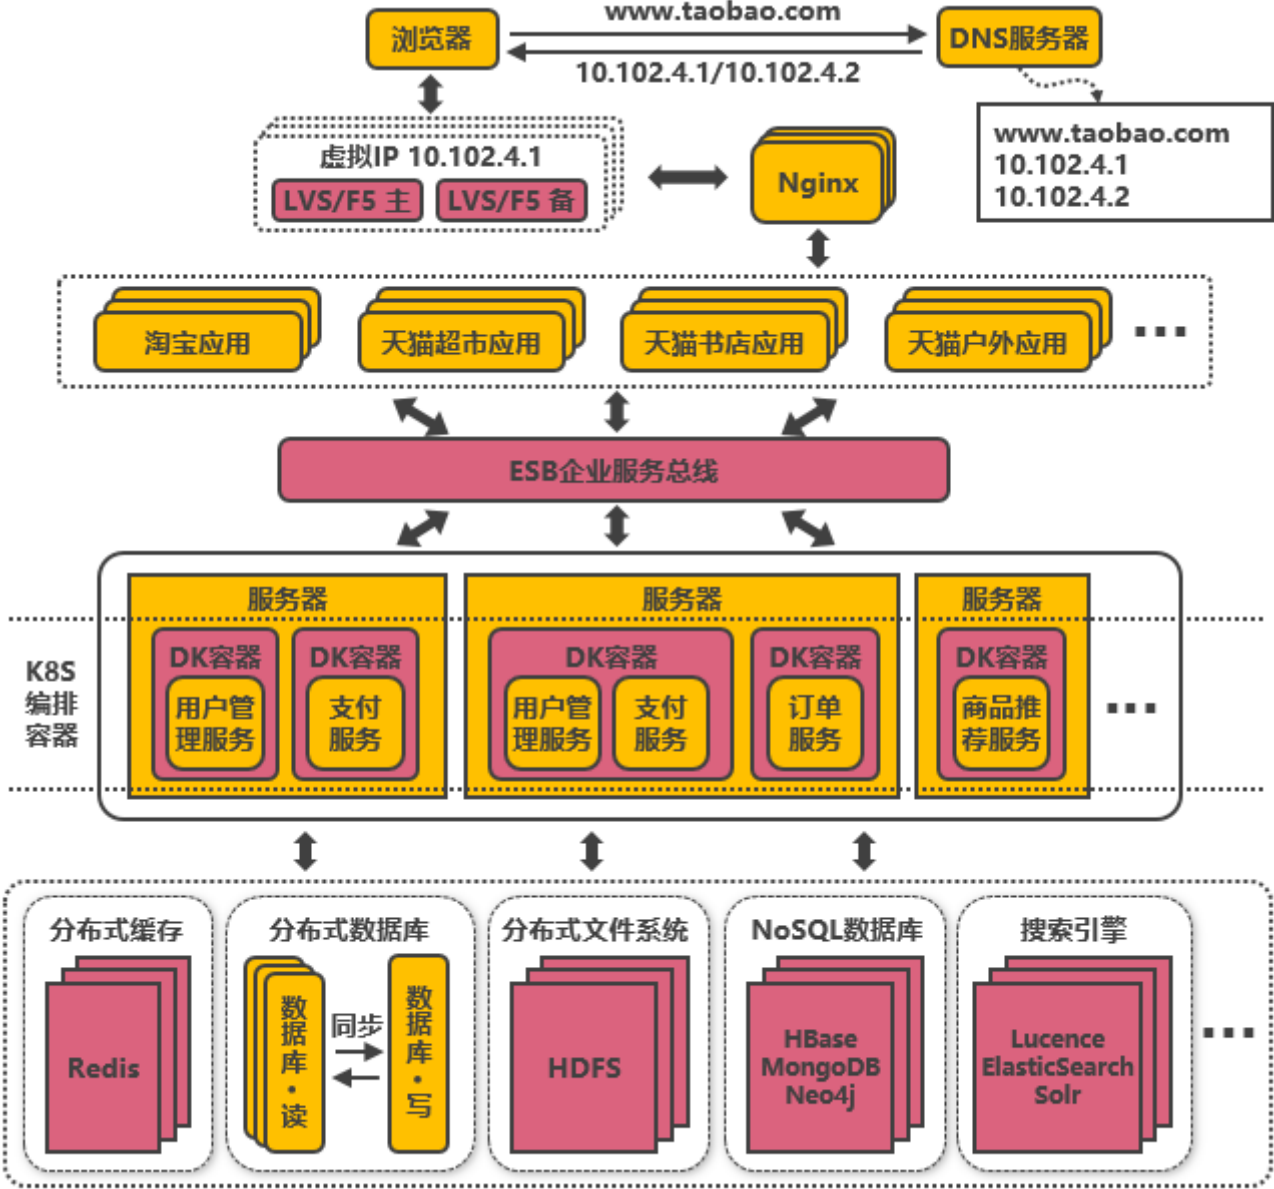 www.taobao.com
浏览器
DNS服务器
10.102.4.1/10.102.4.2
www.taobao.com
10.102.4.1
10.102.4.2
虚拟IP 10.102.4.1
LVS/F5 主
LVS/F5 备
Nginx
淘宝应用
天猫超市应用
天猫书店应用
天猫户外应用
...
ESB企业服务总线
服务器
服务器
服务器
K8S
编排
容器
DK容器
用户管
理服务
DK容器
支付
服务
DK容器
用户管
理服务
支付
服务
DK容器
订单
服务
DK容器
商品推
荐服务
...
分布式缓存
Redis
分布式数据库
数据库·读
同步
数据库·写
分布式文件系统
HDFS
NoSQL数据库
HBase
MongoDB
Neo4j
搜索引擎
Lucence
ElasticSearch
Solr
...